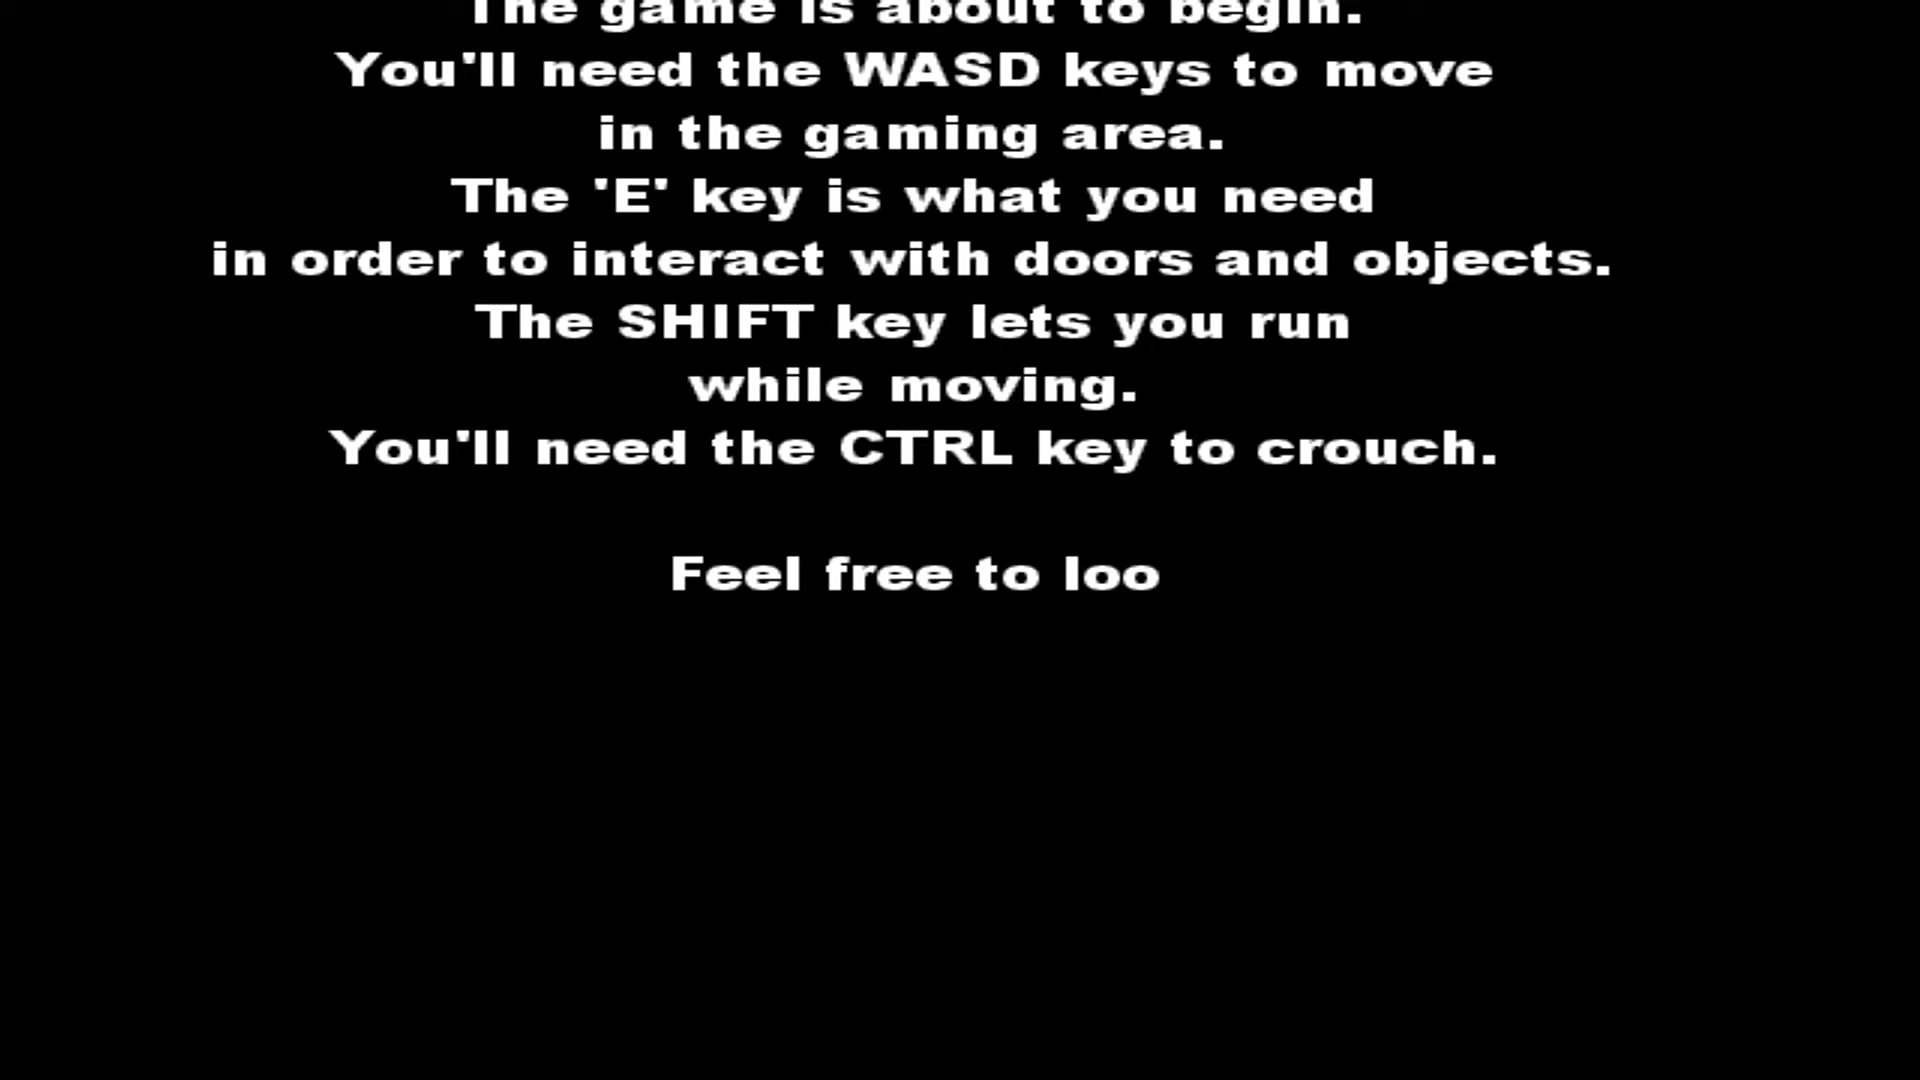 The game is about to begin.
You'll need the WASD keys to move
in the gaming area.
The 'E' key is what you need
in order to interact with doors and objects.
The SHIFT key lets you run
while moving.
You'll need the CTRL key to crouch.
Feel free to loo